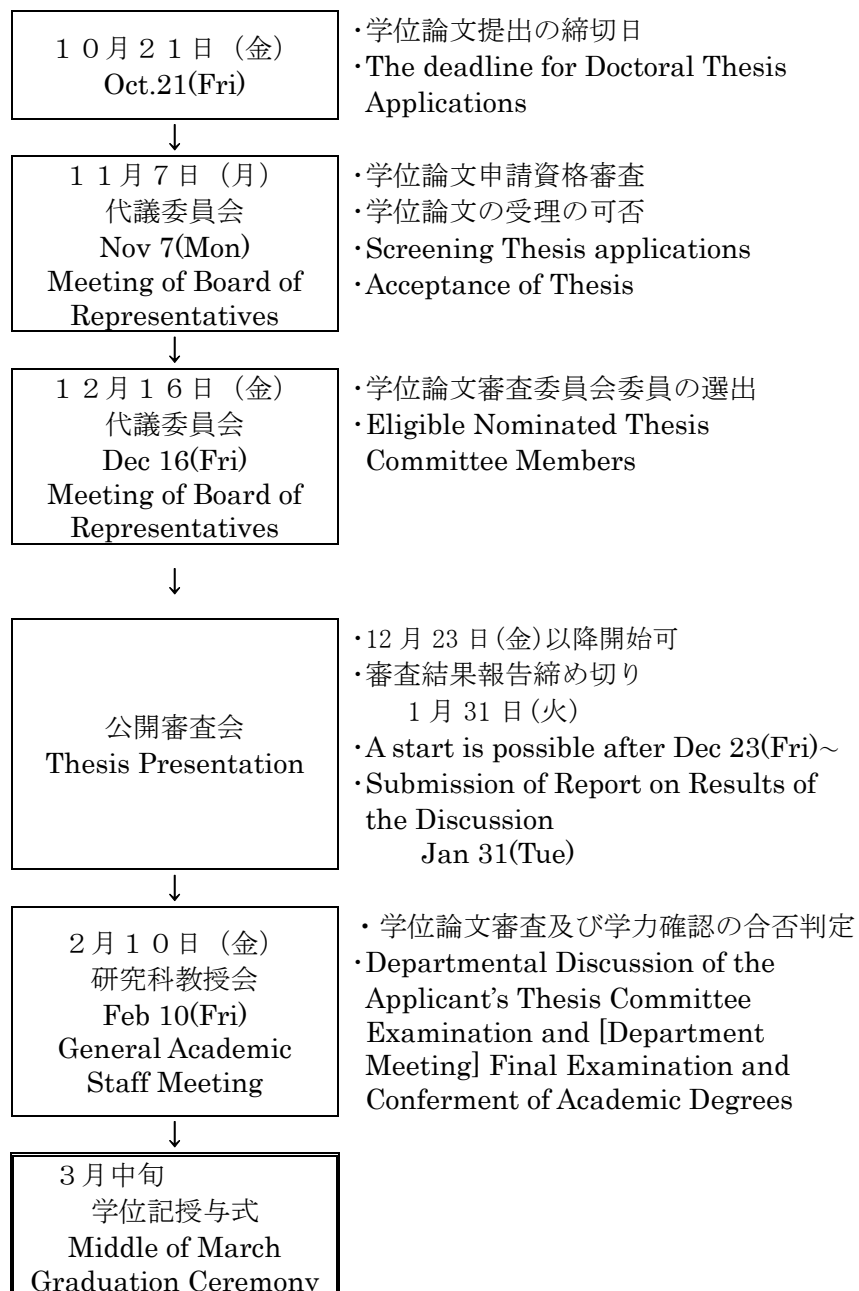 １０月２１日（金）
Oct.21(Fri)
・学位論文提出の締切日
・The deadline for Doctoral Thesis
Applications
↓
１１月７日（月）
代議委員会
Nov 7(Mon)
Meeting of Board of
Representatives
・学位論文申請資格審査
・学位論文の受理の可否
・Screening Thesis applications
・Acceptance of Thesis
↓
１２月１６日（金）
代議委員会
Dec 16(Fri)
Meeting of Board of
Representatives
・学位論文審査委員会委員の選出
・Eligible Nominated Thesis
Committee Members
↓
公開審査会
Thesis Presentation
・12 月 23 日(金)以降開始可
・審査結果報告締め切り
1 月 31 日(火)
・A start is possible after Dec 23(Fri)~
・Submission of Report on Results of
the Discussion
Jan 31(Tue)
↓
２月１０日（金）
研究科教授会
Feb 10(Fri)
General Academic
Staff Meeting
・学位論文審査及び学力確認の合否判定
・Departmental Discussion of the
Applicant’s Thesis Committee
Examination and [Department
Meeting] Final Examination and
Conferment of Academic Degrees
↓
３月中旬
学位記授与式
Middle of March
Graduation Ceremony